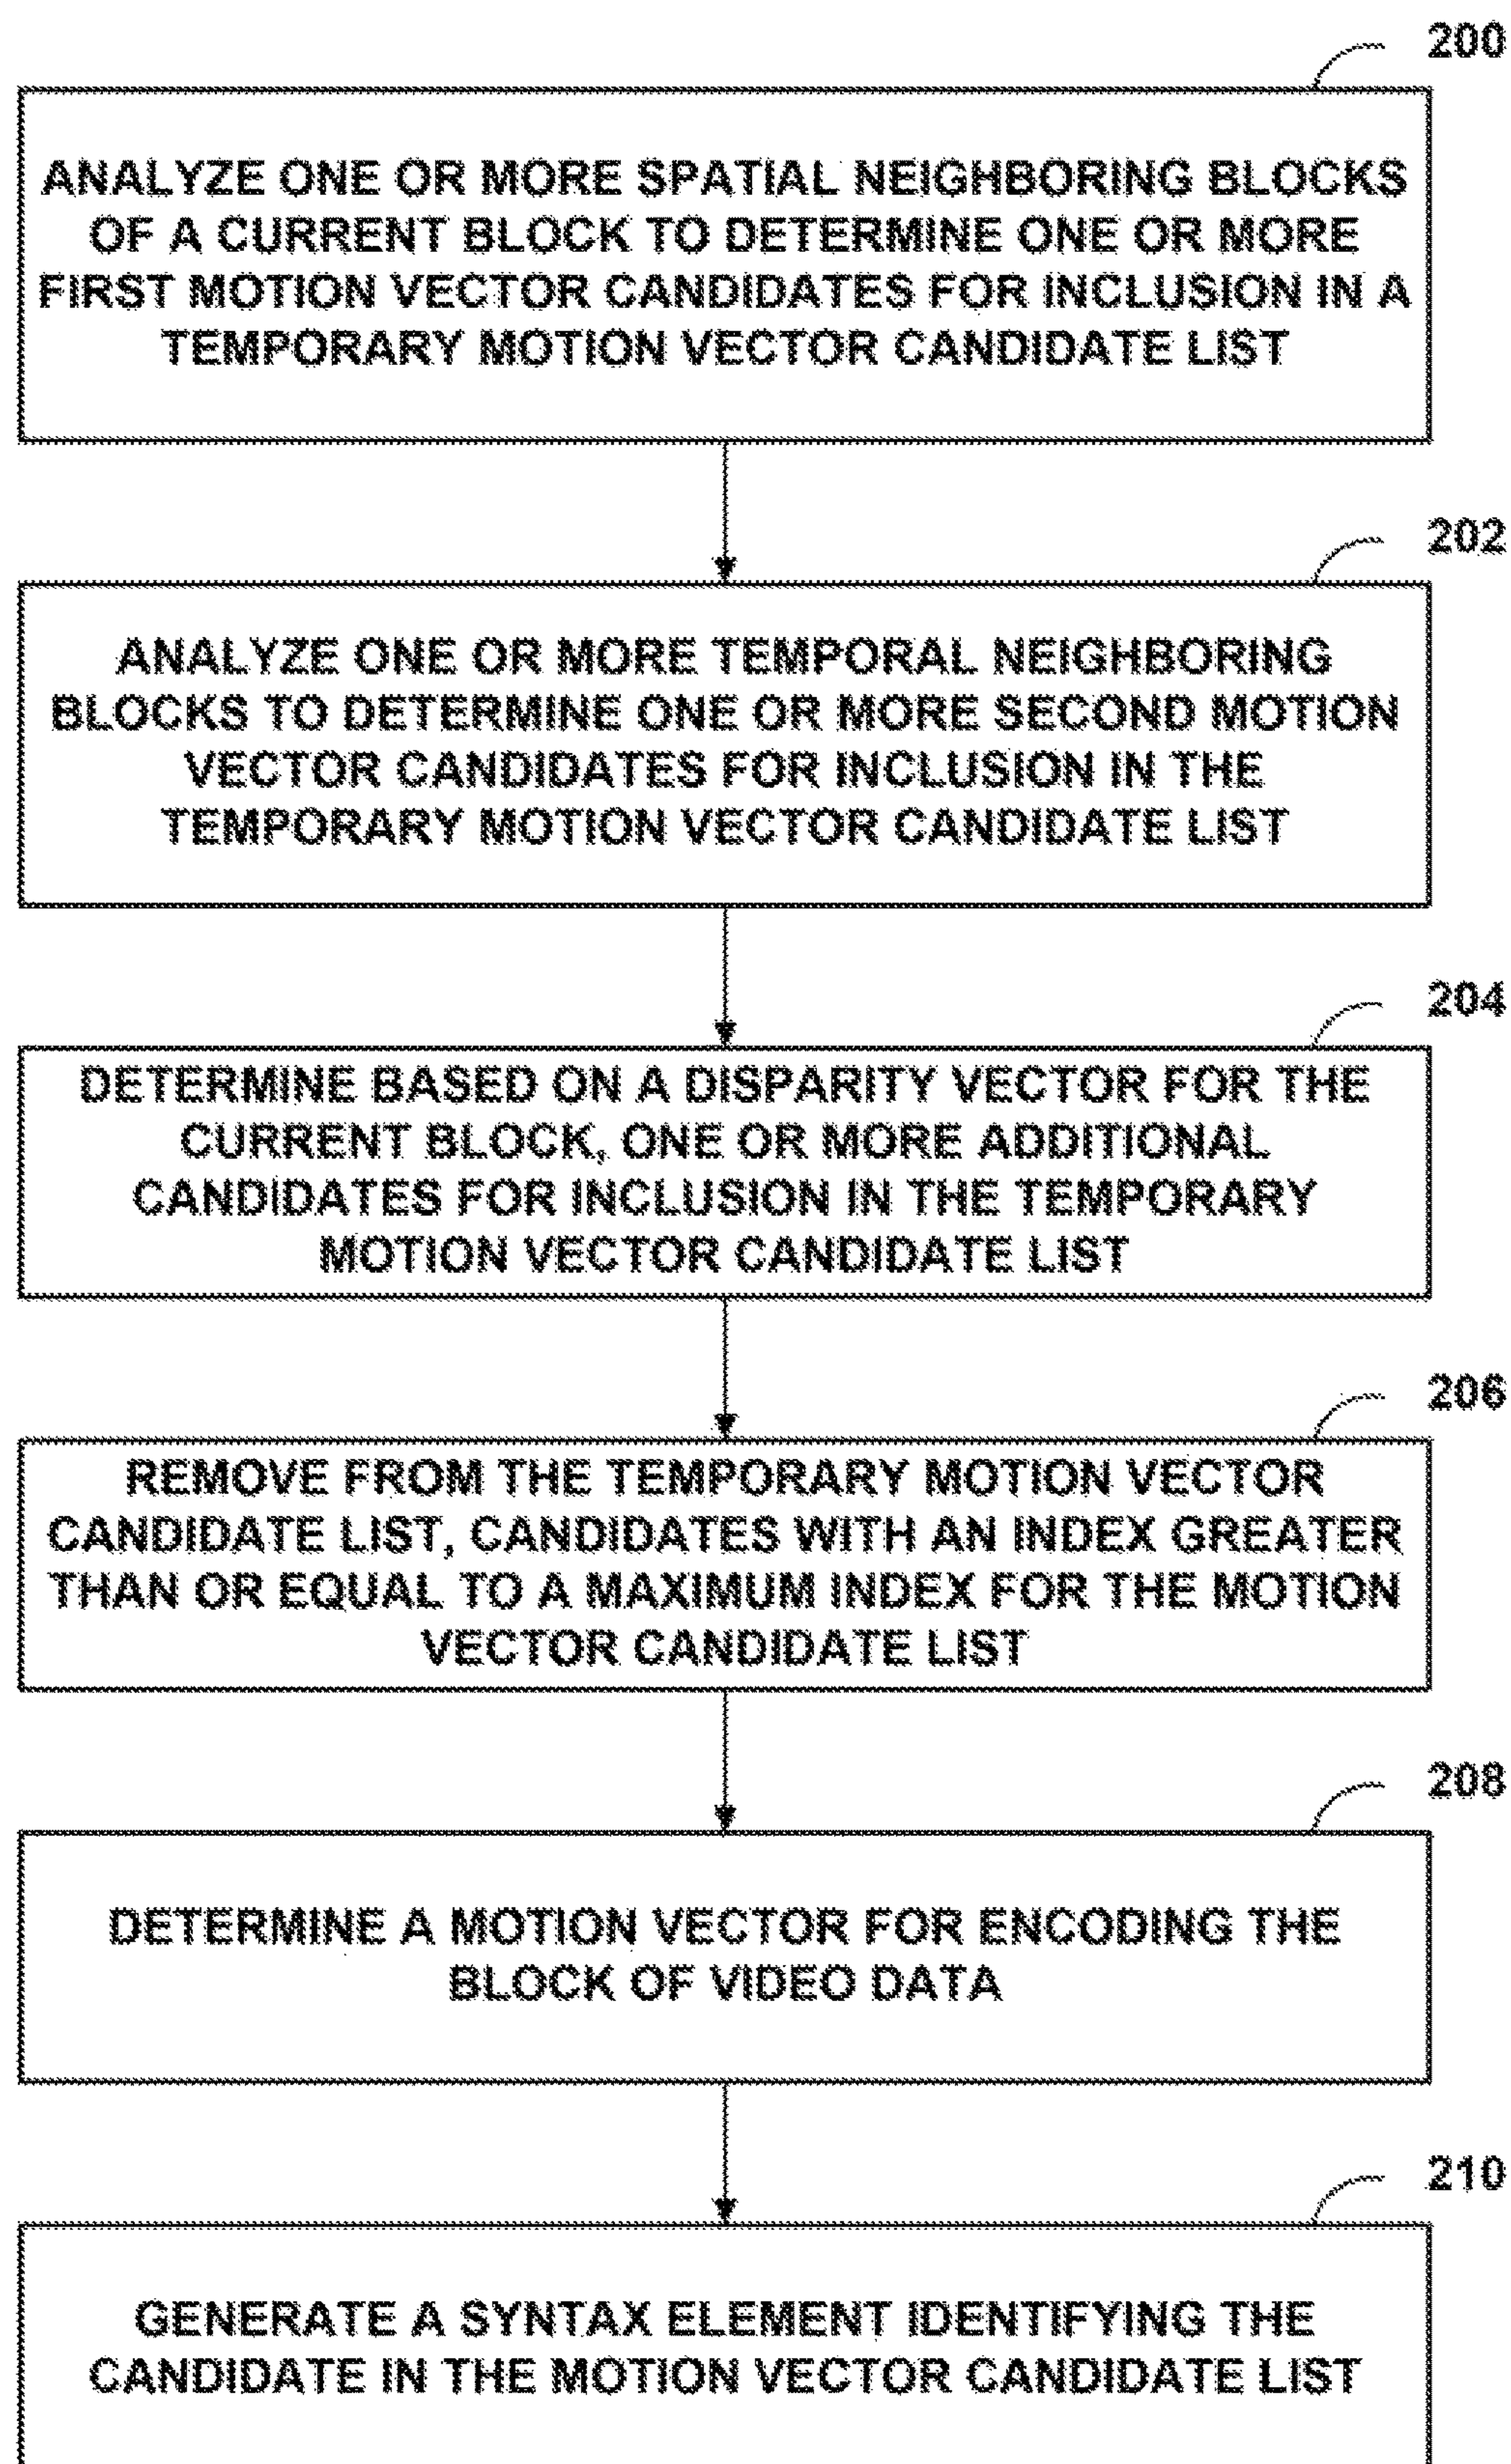 200
ANALYZE ONE OR MORE SPATIAL NEIGHBORING BLOCKS
OF A CURRENT BLOCK TO DETERMINE ONE OR MORE
FIRST MOTION VECTOR CANDIDATES FOR INCLUSION IN A
TEMPORARY MOTION VECTOR CANDIDATE LIST
202
ANALYZE ONE OR MORE TEMPORAL NEIGHBORING
BLOCKS TO DETERMINE ONE OR MORE SECOND MOTION
VECTOR CANDIDATES FOR INCLUSION IN THE
TEMPORARY MOTION VECTOR CANDIDATE LIST
204
DETERMINE BASED ON A DISPARITY VECTOR FOR THE
CURRENT BLOCK, ONE OR MORE ADDITIONAL
CANDIDATES FOR INCLUSION IN THE TEMPORARY
MOTION VECTOR CANDIDATE LIST
206
REMOVE FROM THE TEMPORARY MOTION VECTOR
CANDIDATE LIST, CANDIDATES WITH AN INDEX GREATER
THAN OR EQUAL TO A MAXIMUM INDEX FOR THE MOTION
VECTOR CANDIDATE LIST
208
DETERMINE A MOTION VECTOR FOR ENCODING THE
BLOCK OF VIDEO DATA
210
GENERATE A SYNTAX ELEMENT IDENTIFYING THE
CANDIDATE IN THE MOTION VECTOR CANDIDATE LIST